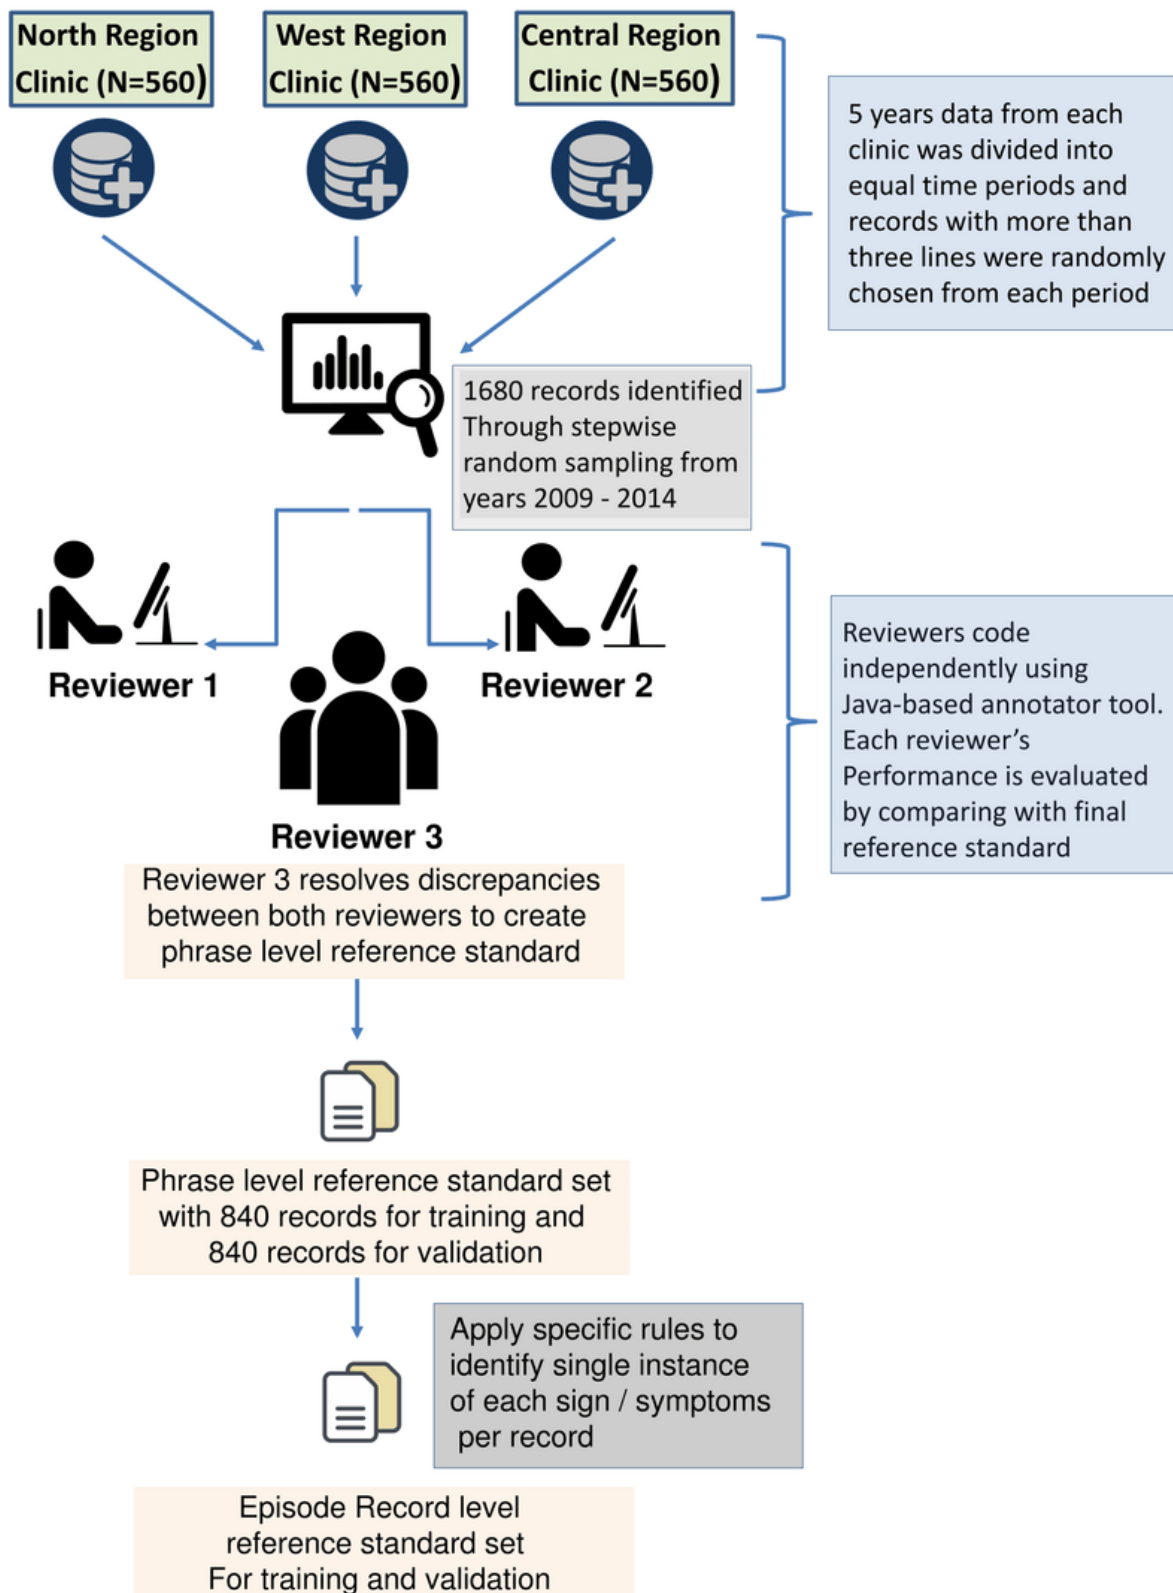 North Region
Clinic (N=560)
West Region
Clinic (N=560)
Central Region
Clinic (N=560)
5 years data from each
clinic was divided into
equal time periods and
records with more than
three lines were randomly
chosen from each period
1680 records identified
Through stepwise
random sampling from
years 2009 - 2014
Reviewer 1
Reviewer 2
Reviewers code
independently using
Java-based annotator tool.
Each reviewer’s
Performance is evaluated
by comparing with final
reference standard
Reviewer 3
Reviewer 3 resolves discrepancies
between both reviewers to create
phrase level reference standard
Phrase level reference standard set
with 840 records for training and
840 records for validation
Apply specific rules to
identify single instance
of each sign / symptoms
per record
Episode Record level
reference standard set
For training and validation